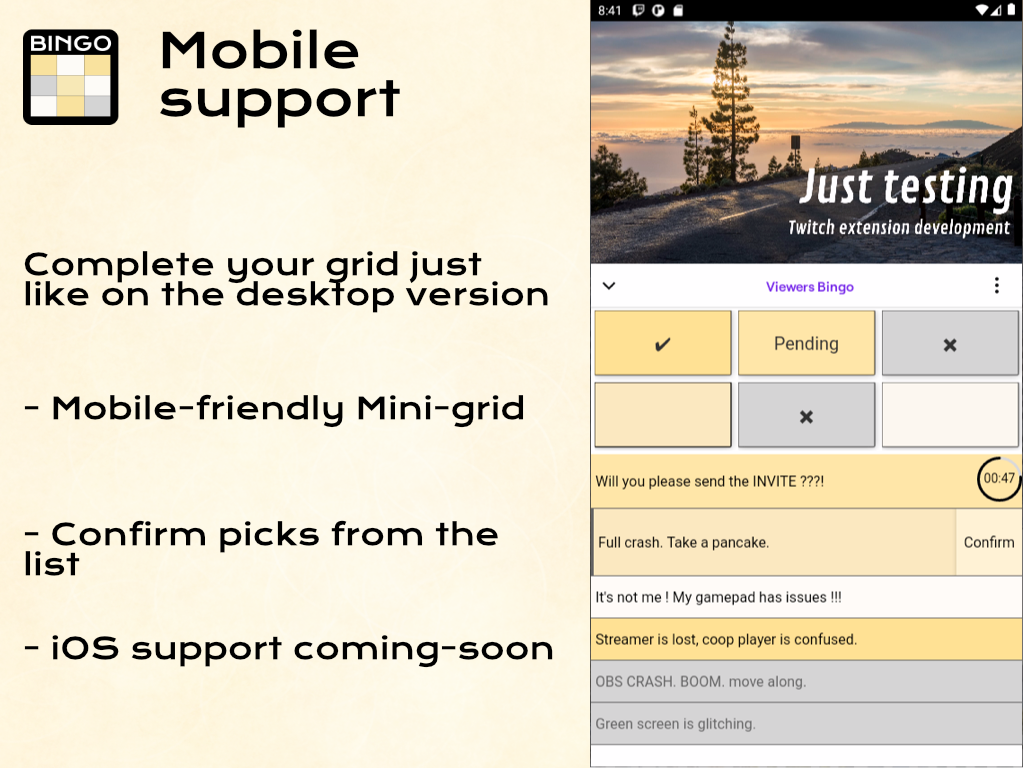 BINGO
Mobile
support
Complete your grid just
like on the desktop version
- Mobile-friendly Mini-grid
- Confirm picks from the
list
- iOS support coming-soon
8:41
Just testing
Twitch extension development
Viewers Bingo
✔ Pending ✖
✖
Will you please send the INVITE ???! 00:47
Full crash. Take a pancake. Confirm
It's not me ! My gamepad has issues !!!
Streamer is lost, coop player is confused.
OBS CRASH. BOOM. move along.
Green screen is glitching.